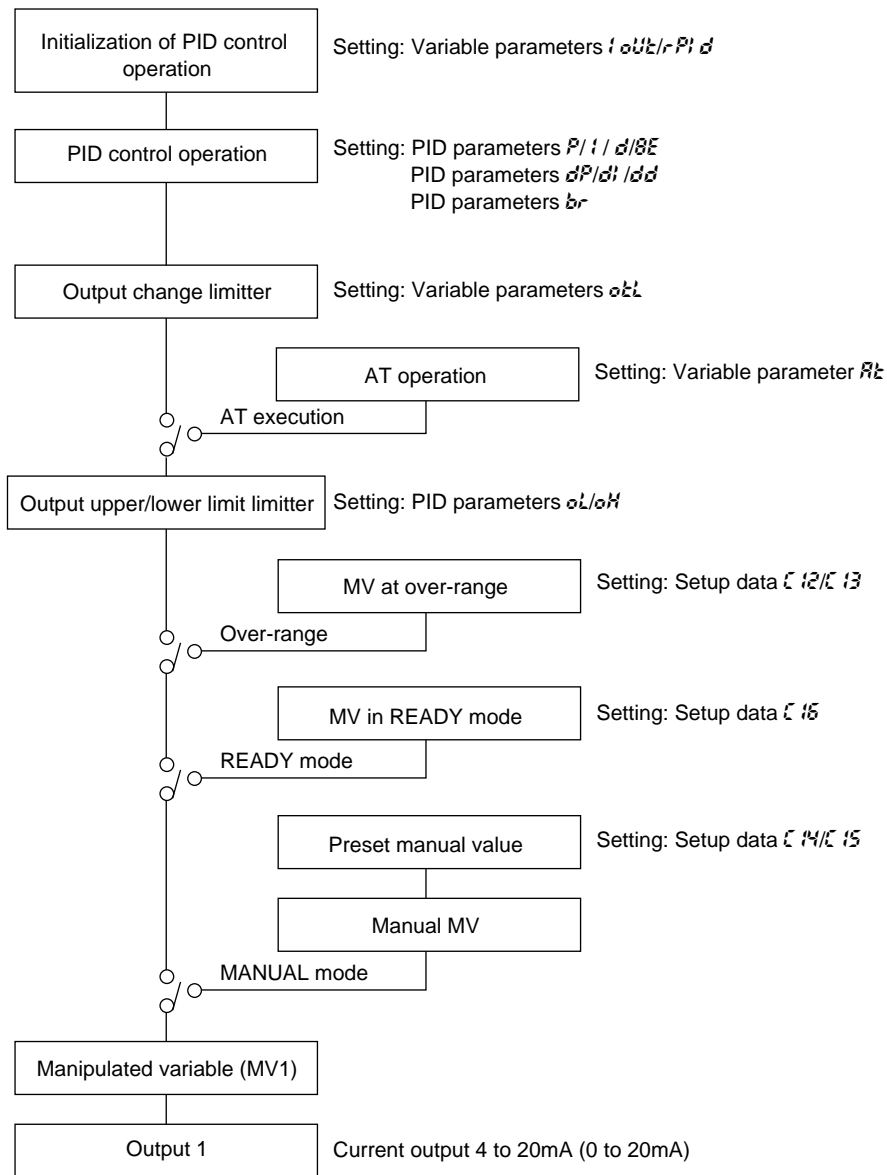 Initialization of PID control
operation
Setting: Variable parameters IoUt/rPId
PID control operation
Setting: PID parameters P/I/d/
PID parameters dP/dI/dd
PID parameters br
Output change limitter
Setting: Variable parameters otL
AT operation
Setting: Variable parameter At
AT execution
Output upper/lower limit limitter
Setting: PID parameters oL/oH
MV at over-range
Setting: Setup data C12/C13
Over-range
MV in READY mode
Setting: Setup data C16
READY mode
Preset manual value
Setting: Setup data C14/C15
Manual MV
MANUAL mode
Manipulated variable (MV1)
Output 1
Current output 4 to 20mA (0 to 20mA)